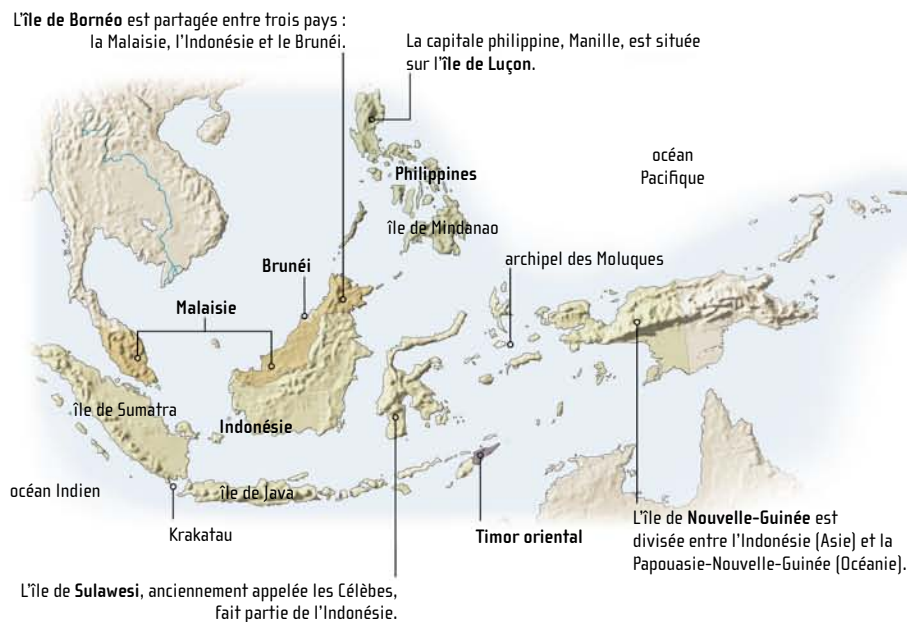 L'île de Bornéo est partagée entre trois pays :
la Malaisie, l'Indonésie et le Brunéi.
La capitale philippine, Manille, est située
sur l'île de Luçon.
océan
Pacifique
Philippines
île de Mindanao
archipel des Moluques
Brunéi
Malaisie
île de Sumatra
Indonésie
océan Indien
île de Java
Krakatau
Timor oriental
L'île de Nouvelle-Guinée est
divisée entre l'Indonésie (Asie) et la
Papouasie-Nouvelle-Guinée (Océanie).
L'île de Sulawesi, anciennement appelée les Célèbes,
fait partie de l'Indonésie.